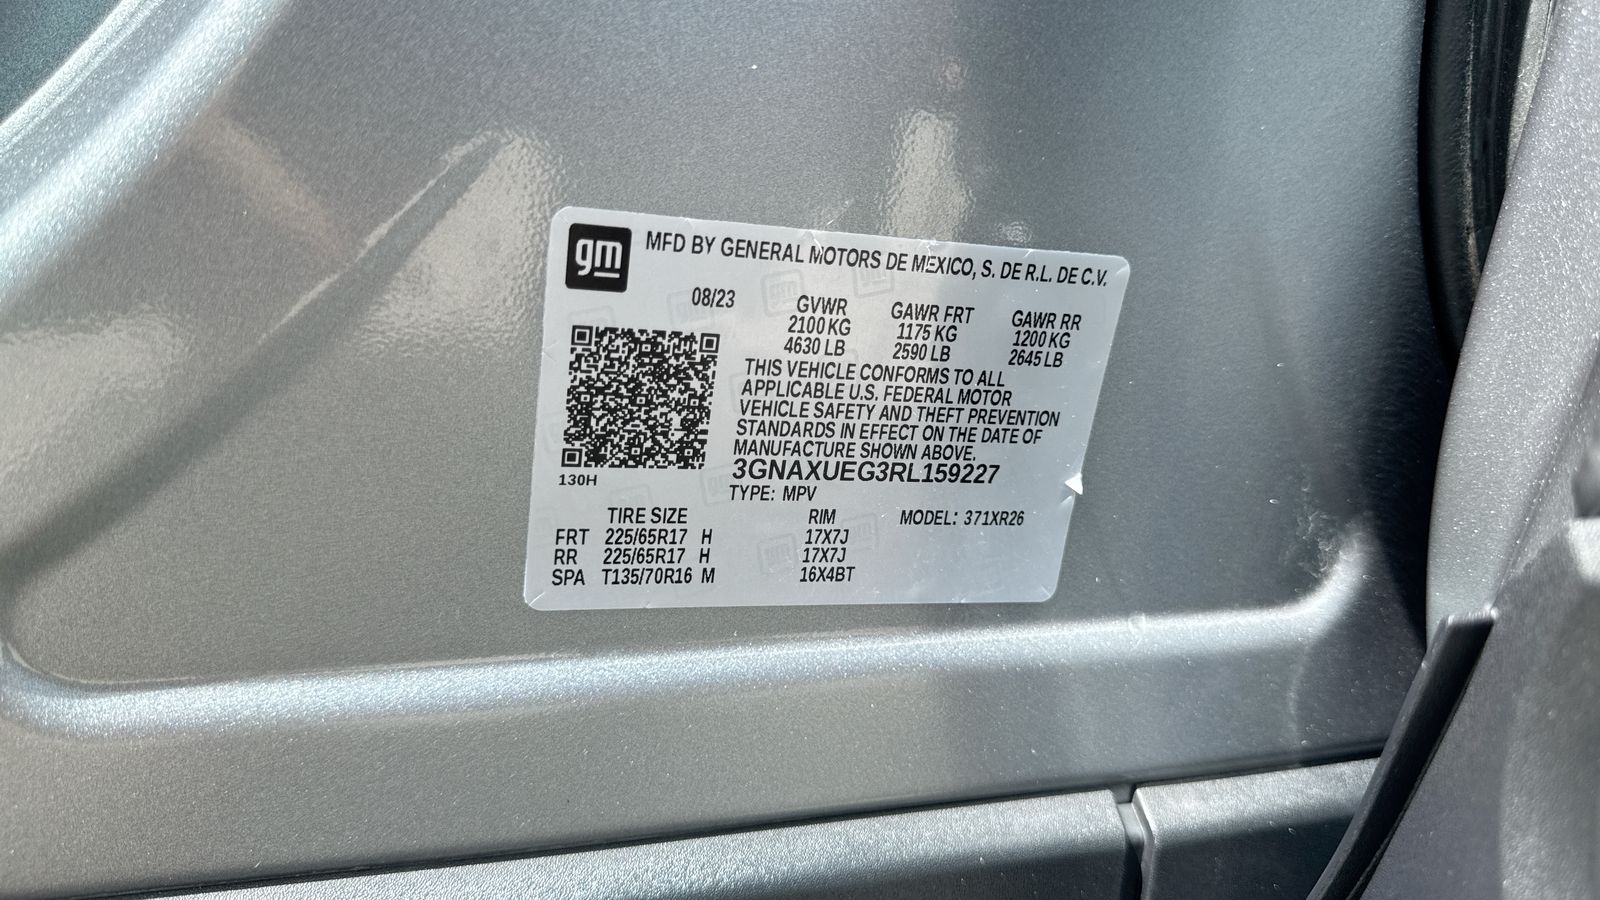 gm
MFD BY GENERAL MOTORS DE MEXICO, S. DE R.L. DE C.V.
08/23
GVWR GAWR FRT GAWR RR
2100 KG 1175 KG 1200 KG
4630 LB 2590 LB 2645 LB
THIS VEHICLE CONFORMS TO ALL
APPLICABLE U.S. FEDERAL MOTOR
VEHICLE SAFETY AND THEFT PREVENTION
STANDARDS IN EFFECT ON THE DATE OF
MANUFACTURE SHOWN ABOVE.
3GNAXUEG3RL159227
130H
TYPE: MPV
TIRE SIZE RIM MODEL: 371XR26
FRT 225/65R17 H 17X7J
RR 225/65R17 H 17X7J
SPA T135/70R16 M 16X4BT